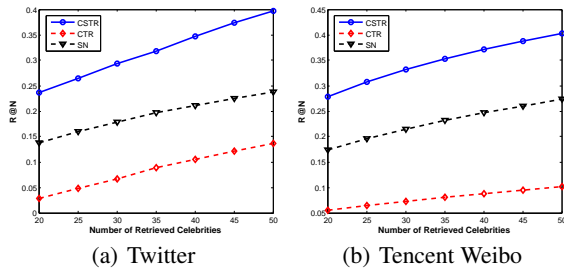 0.4
0.35
0.3
0.25
0.2
0.15
0.1
0.05
0
R @N
CSTR
CTR
SN
20 25 30 35 40 45 50
Number of Retrieved Celebrities
(a) Twitter
0.45
0.4
0.35
0.3
0.25
0.2
0.15
0.1
0.05
R @N
CSTR
CTR
SN
20 25 30 35 40 45 50
Number of Retrieved Celebrities
(b) Tencent Weibo